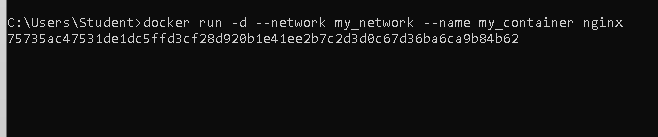 C:\Users\Student>docker run -d --network my_network --name my_container nginx
75735ac47531de1dc5ffd3cf28d920b1e41ee2b7c2d3d0c67d36ba6ca9b84b62